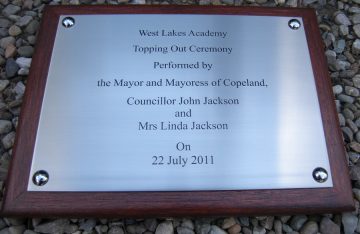 West Lakes Academy
Topping Out Ceremony
Performed by
the Mayor and Mayoress of Copeland,
Councillor John Jackson
and
Mrs Linda Jackson
On
22 July 2011